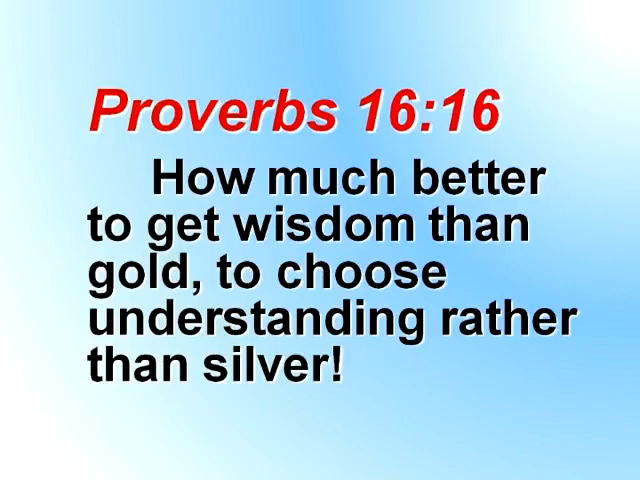 Proverbs 16:16
How much better
to get wisdom than
gold, to choose
understanding rather
than silver!